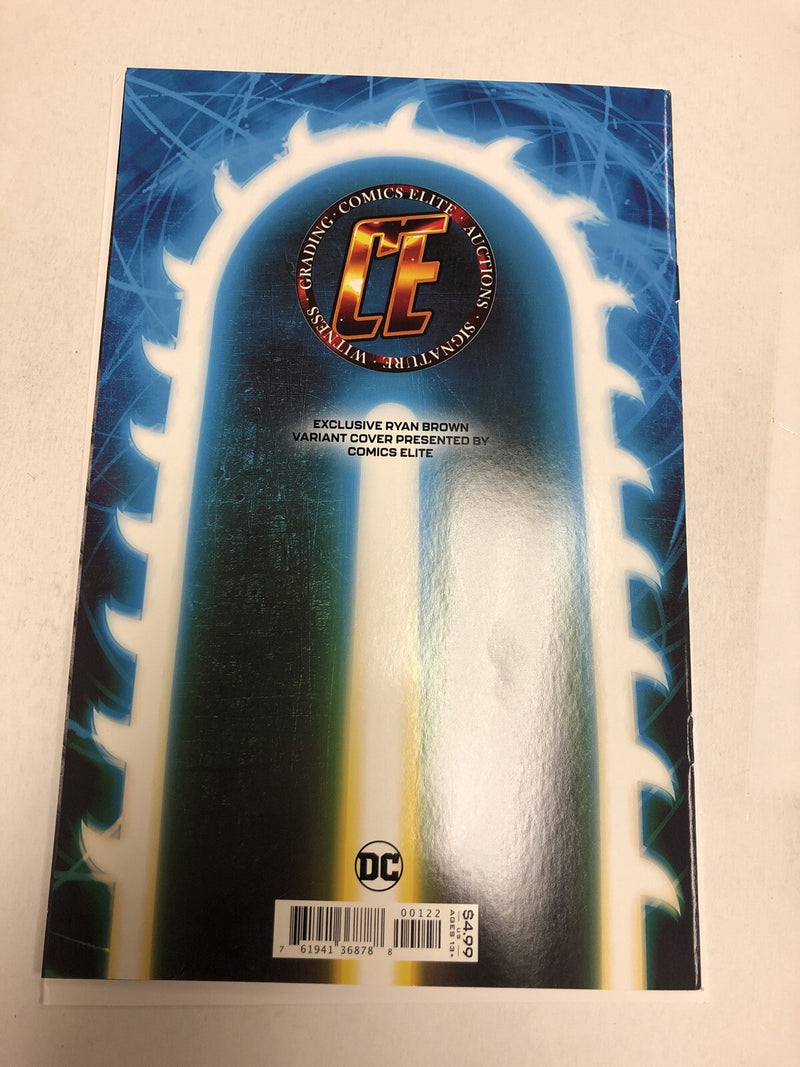 GRADING · COMICS ELITE · AUCTIONS · SIGNATURE · WITNESS ·
CE
EXCLUSIVE RYAN BROWN
VARIANT COVER PRESENTED BY
COMICS ELITE
DC
00122
7 61941 36878 8
$4.99
US
AGES 13+